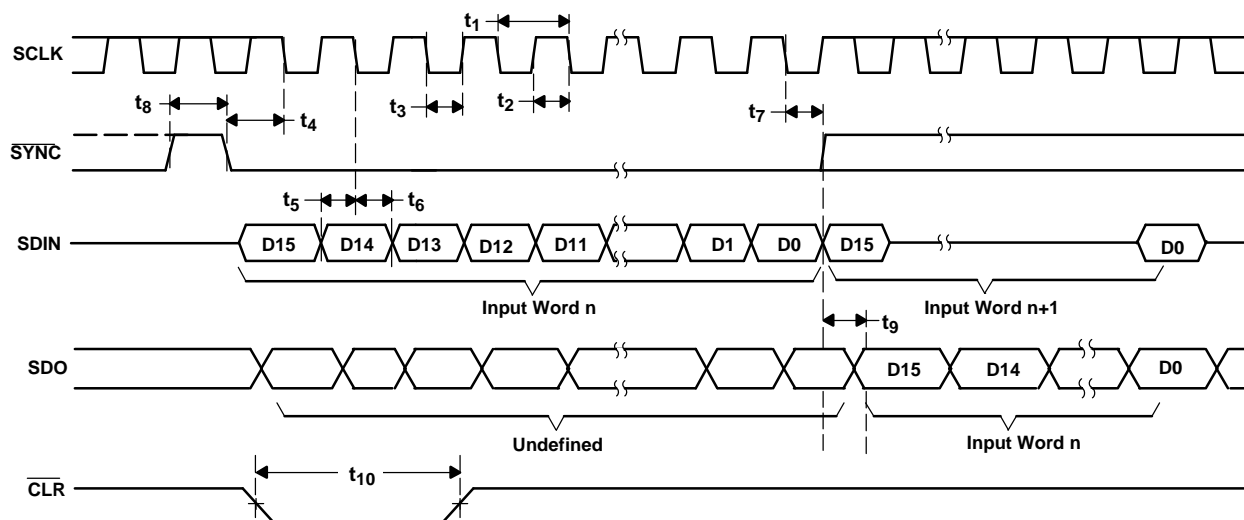 t1
SCLK
t8
t4
t3
t2
t7
SYNC
t5
t6
SDIN
D15
D14
D13
D12
D11
D1
D0
D15
D0
Input Word n
Input Word n+1
t9
SDO
D15
D14
D0
Undefined
Input Word n
t10
CLR